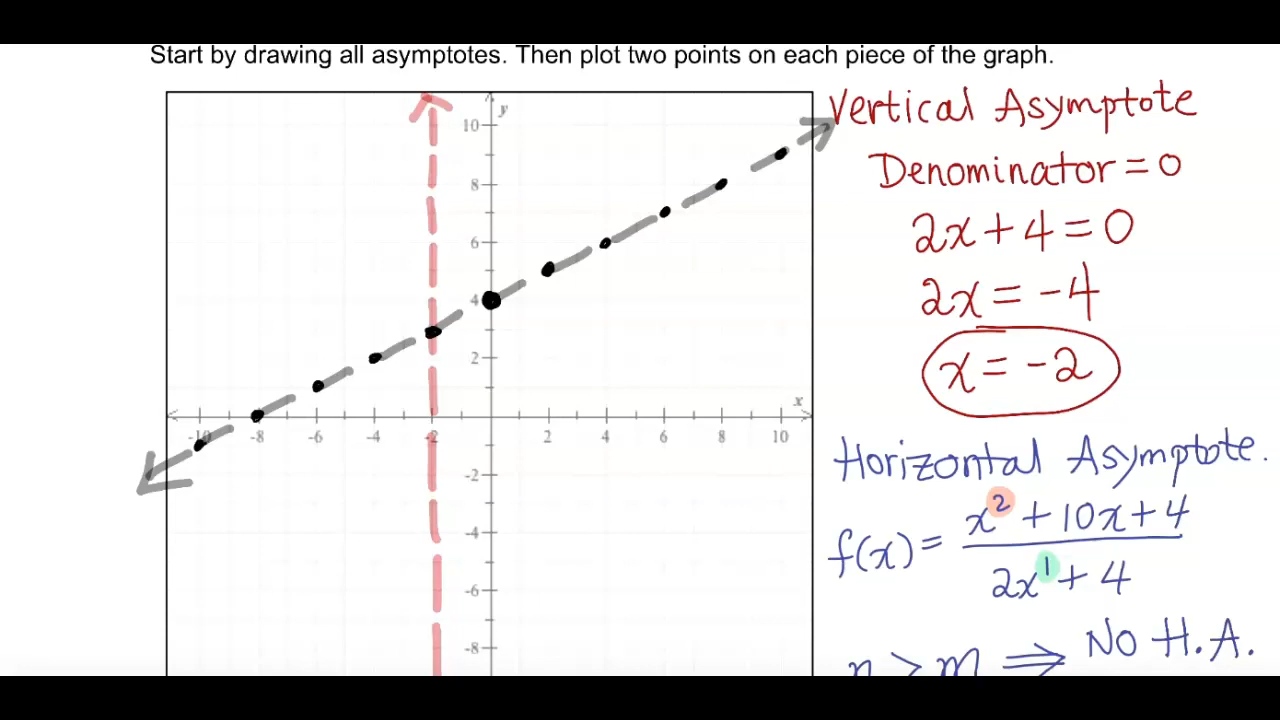 Start by drawing all asymptotes. Then plot two points on each piece of the graph.
Vertical Asymptote
Denominator = 0
2x + 4 = 0
2x = -4
x = -2
Horizontal Asymptote.
f(x) = x² + 10x + 4 / 2x¹ + 4
n > m ⇒ No H.A.
y
10
8
6
4
2
x
-10 -8 -6 -4 -2 2 4 6 8 10
-2
-4
-6
-8